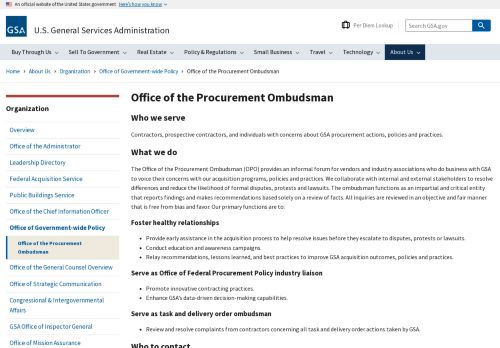 An official website of the United States government Here's how you know
GSA
U.S. General Services Administration
Per Diem Lookup
Search GSA.gov
Buy Through Us
Sell To Government
Real Estate
Policy & Regulations
Small Business
Travel
Technology
About Us
Home › About Us › Organization › Office of Government-wide Policy › Office of the Procurement Ombudsman
Organization
Overview
Office of the Administrator
Leadership Directory
Federal Acquisition Service
Public Buildings Service
Office of the Chief Information Officer
Office of Government-wide Policy
Office of the Procurement
Ombudsman
Office of the General Counsel Overview
Office of Strategic Communication
Congressional & Intergovernmental
Affairs
GSA Office of Inspector General
Office of Mission Assurance
Office of the Procurement Ombudsman
Who we serve
Contractors, prospective contractors, and individuals with concerns about GSA procurement actions, policies and practices.
What we do
The Office of the Procurement Ombudsman (OPO) provides an informal forum for vendors and industry associations who do business with GSA
to voice their concerns with our acquisition programs, policies and practices. We collaborate with internal and external stakeholders to resolve
differences and reduce the likelihood of formal disputes, protests and lawsuits. The ombudsman functions as an impartial and critical entity
that reports findings and makes recommendations based solely on a review of facts. All inquiries are reviewed in an objective and fair manner
that is free from bias and favor. Our primary functions are to:
Foster healthy relationships
• Provide early assistance in the acquisition process to help resolve issues before they escalate to disputes, protests or lawsuits.
• Conduct education and awareness campaigns.
• Relay recommendations, lessons learned, and best practices to improve GSA acquisition outcomes, policies and practices.
Serve as Office of Federal Procurement Policy industry liaison
• Promote innovative contracting practices.
• Enhance GSA's data-driven decision-making capabilities.
Serve as task and delivery order ombudsman
• Review and resolve complaints from contractors concerning all task and delivery order actions taken by GSA.
Who to contact